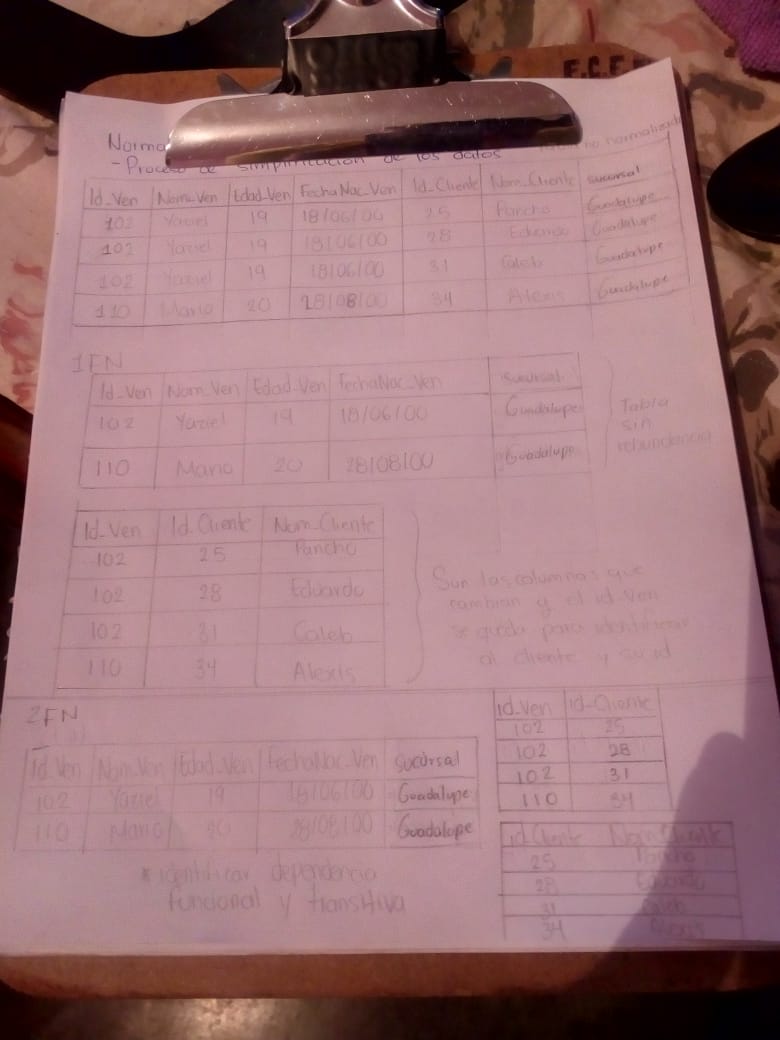 E.C.F.
Norma
no normalizada
- Proceso de simplificación de los datos
Id_Ven Nom_Ven Edad_Ven FechaNac_Ven Id_Cliente Nom_Cliente sucursal
102 Yaziel 19 18/06/00 25 Pancho Guadalupe
102 Yaziel 19 18/06/00 28 Eduardo Guadalupe
102 Yaziel 19 18/06/00 31 Caleb Guadalupe
110 Mario 20 28/08/00 34 Alexis Guadalupe
1FN
Id_Ven Nom_Ven Edad_Ven FechaNac_Ven sucursal
102 Yaziel 19 18/06/00 Guadalupe
110 Mario 20 28/08/00 Guadalupe
Tabla
sin
redundancia
Id_Ven Id_Cliente Nom_Cliente
102 25 Pancho
102 28 Eduardo
102 31 Caleb
110 34 Alexis
Son las columnas que
cambian y el id_ven
se queda para identificar
al cliente y su id
2FN
Id_Ven Nom_Ven Edad_Ven FechaNac_Ven sucursal
102 Yaziel 19 18/06/00 Guadalupe
110 Mario 20 28/08/00 Guadalupe
* identificar dependencia
funcional y transitiva
id_Ven id_Cliente
102 25
102 28
102 31
110 34
id_Cliente Nom_Cliente
25 Pancho
28 Eduardo
31 Caleb
34 Alexis